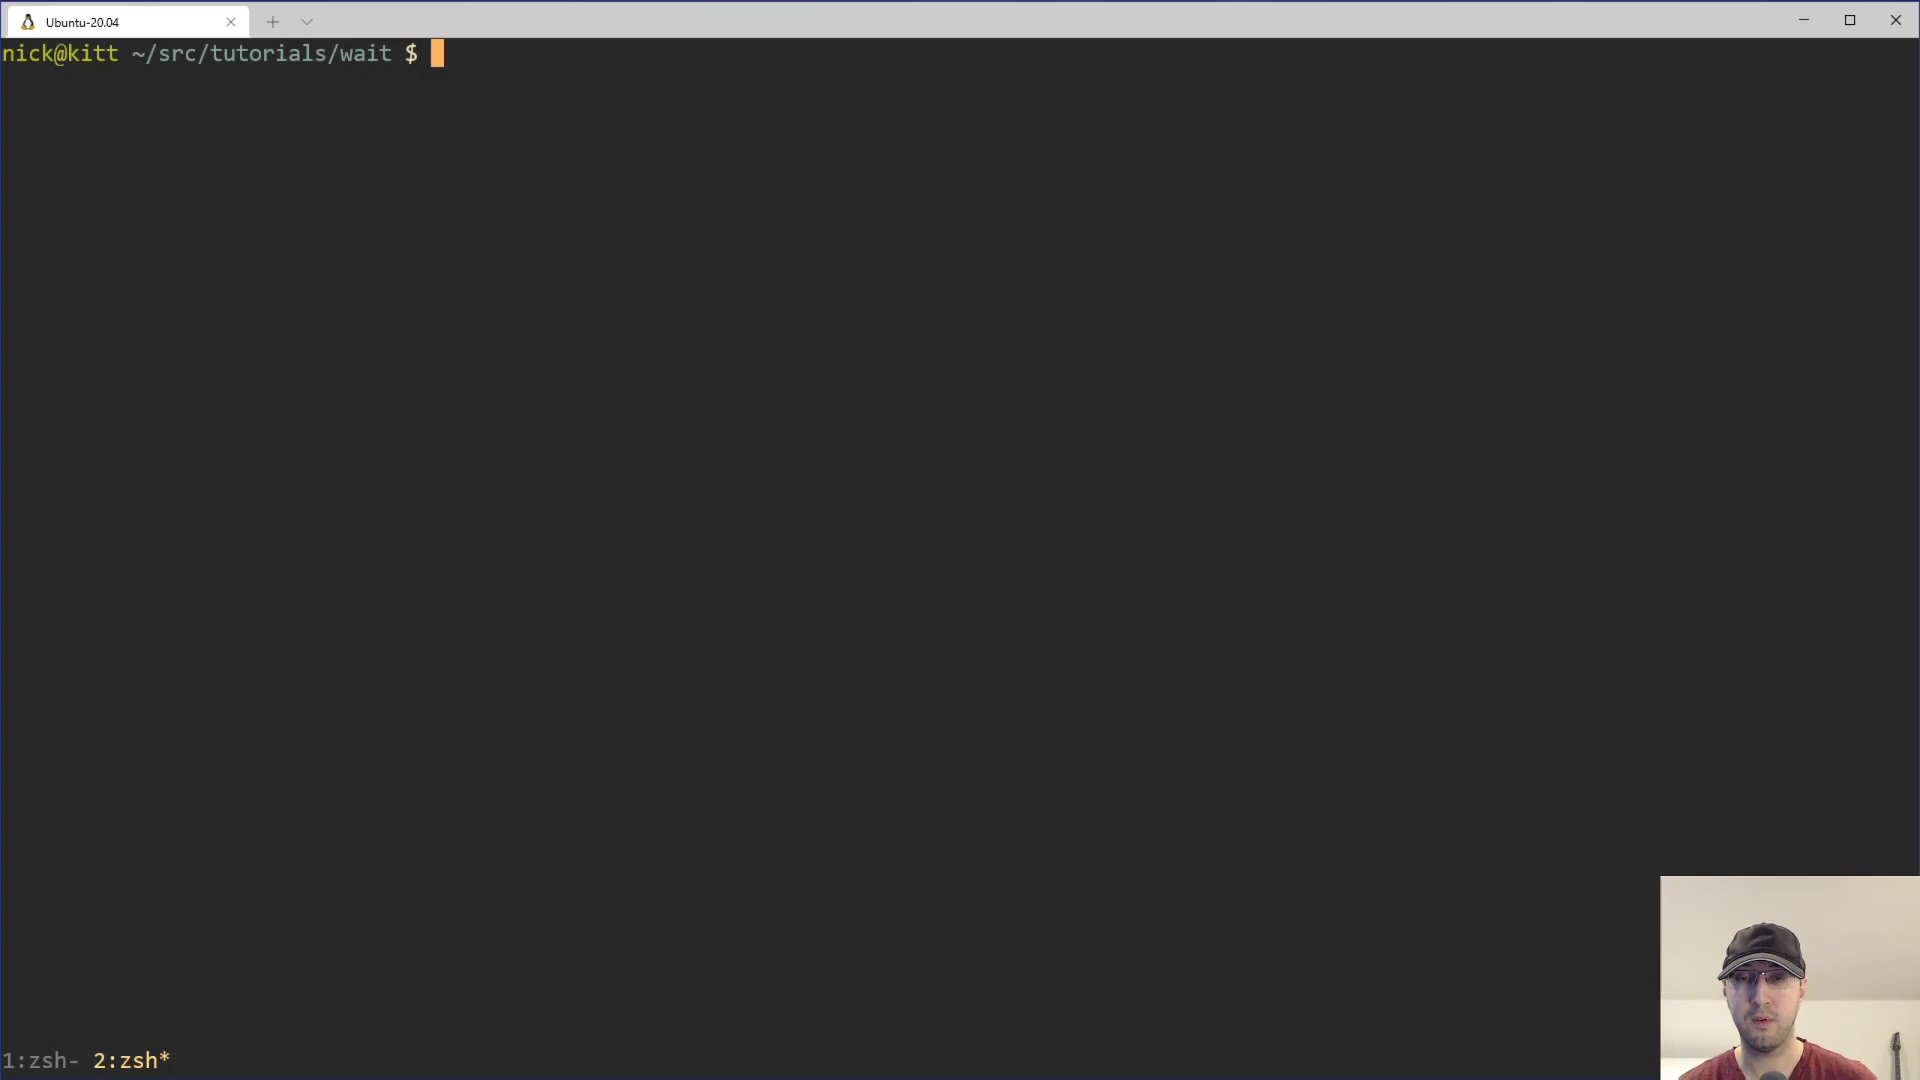 Ubuntu-20.04
nick@kitt ~/src/tutorials/wait $
1:zsh- 2:zsh*